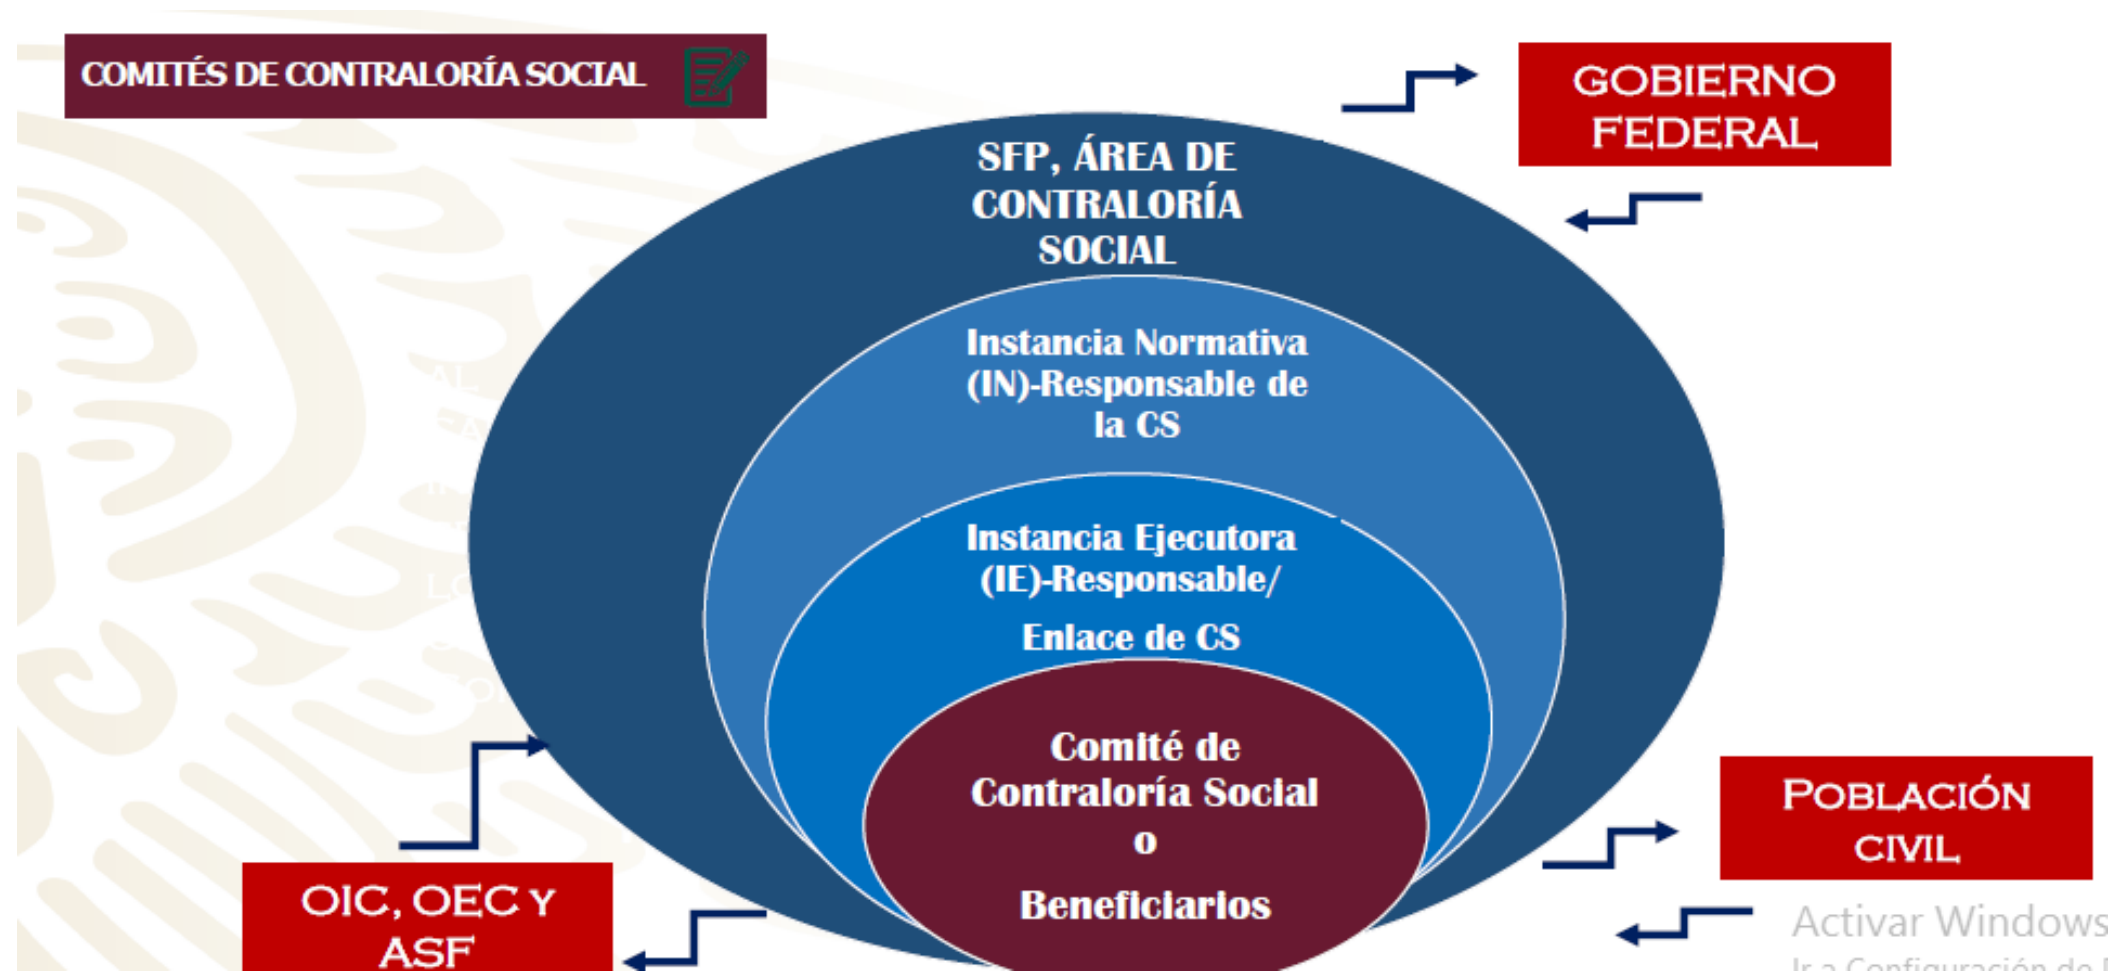 COMITÉS DE CONTRALORÍA SOCIAL
GOBIERNO
FEDERAL
SFP, ÁREA DE
CONTRALORÍA
SOCIAL
Instancia Normativa
(IN)-Responsable de
la CS
Instancia Ejecutora
(IE)-Responsable/
Enlace de CS
Comité de
Contraloría Social
o
Beneficiarios
POBLACIÓN
CIVIL
OIC, OEC Y
ASF
Activar Windows